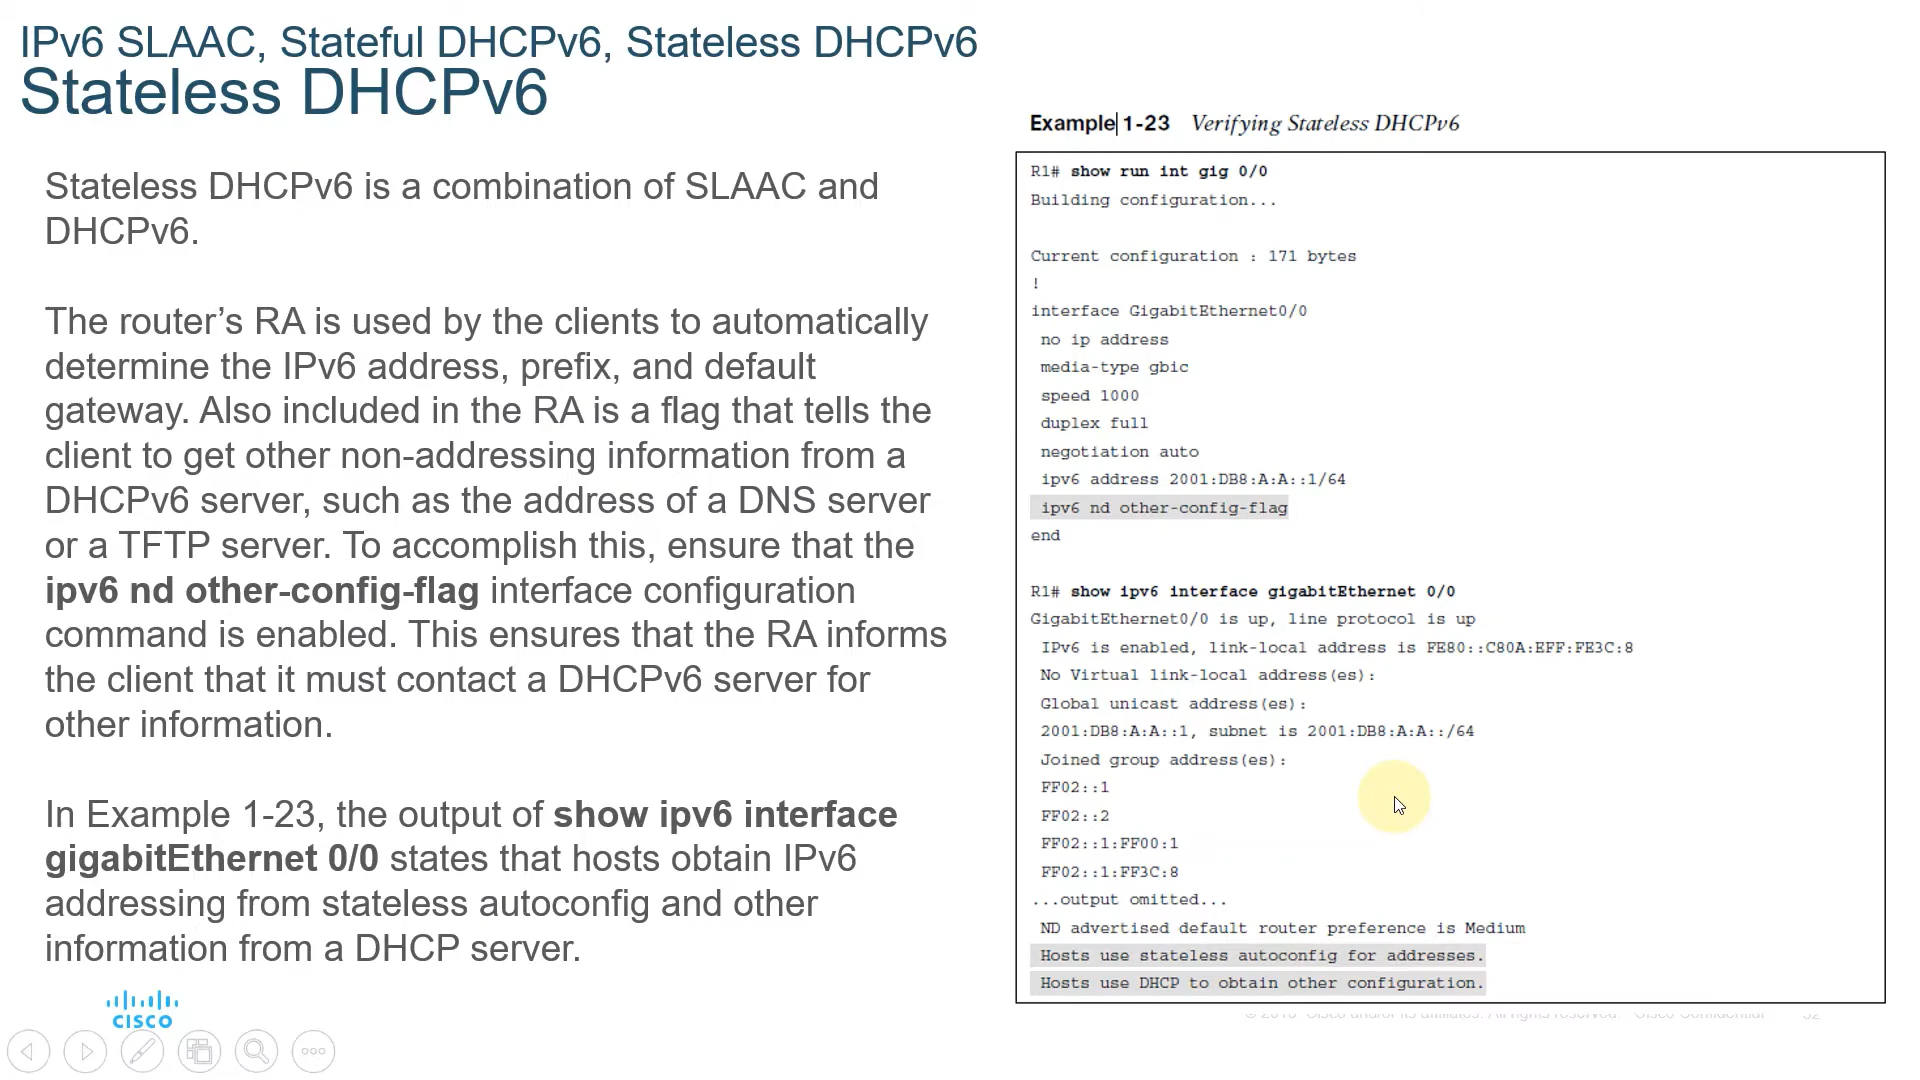 IPv6 SLAAC, Stateful DHCPv6, Stateless DHCPv6
Stateless DHCPv6
Stateless DHCPv6 is a combination of SLAAC and
DHCPv6.
The router’s RA is used by the clients to automatically
determine the IPv6 address, prefix, and default
gateway. Also included in the RA is a flag that tells the
client to get other non-addressing information from a
DHCPv6 server, such as the address of a DNS server
or a TFTP server. To accomplish this, ensure that the
ipv6 nd other-config-flag interface configuration
command is enabled. This ensures that the RA informs
the client that it must contact a DHCPv6 server for
other information.
In Example 1-23, the output of show ipv6 interface
gigabitEthernet 0/0 states that hosts obtain IPv6
addressing from stateless autoconfig and other
information from a DHCP server.
CISCO
Example 1-23 Verifying Stateless DHCPv6
R1# show run int gig 0/0
Building configuration...
Current configuration : 171 bytes
!
interface GigabitEthernet0/0
no ip address
media-type gbic
speed 1000
duplex full
negotiation auto
ipv6 address 2001:DB8:A:A::1/64
ipv6 nd other-config-flag
end
R1# show ipv6 interface gigabitEthernet 0/0
GigabitEthernet0/0 is up, line protocol is up
IPv6 is enabled, link-local address is FE80::C80A:EFF:FE3C:8
No Virtual link-local address(es):
Global unicast address(es):
2001:DB8:A:A::1, subnet is 2001:DB8:A:A::/64
Joined group address(es):
FF02::1
FF02::2
FF02::1:FF00:1
FF02::1:FF3C:8
...output omitted...
ND advertised default router preference is Medium
Hosts use stateless autoconfig for addresses.
Hosts use DHCP to obtain other configuration.
Cisco and/or its affiliates. All rights reserved. Cisco Confidential